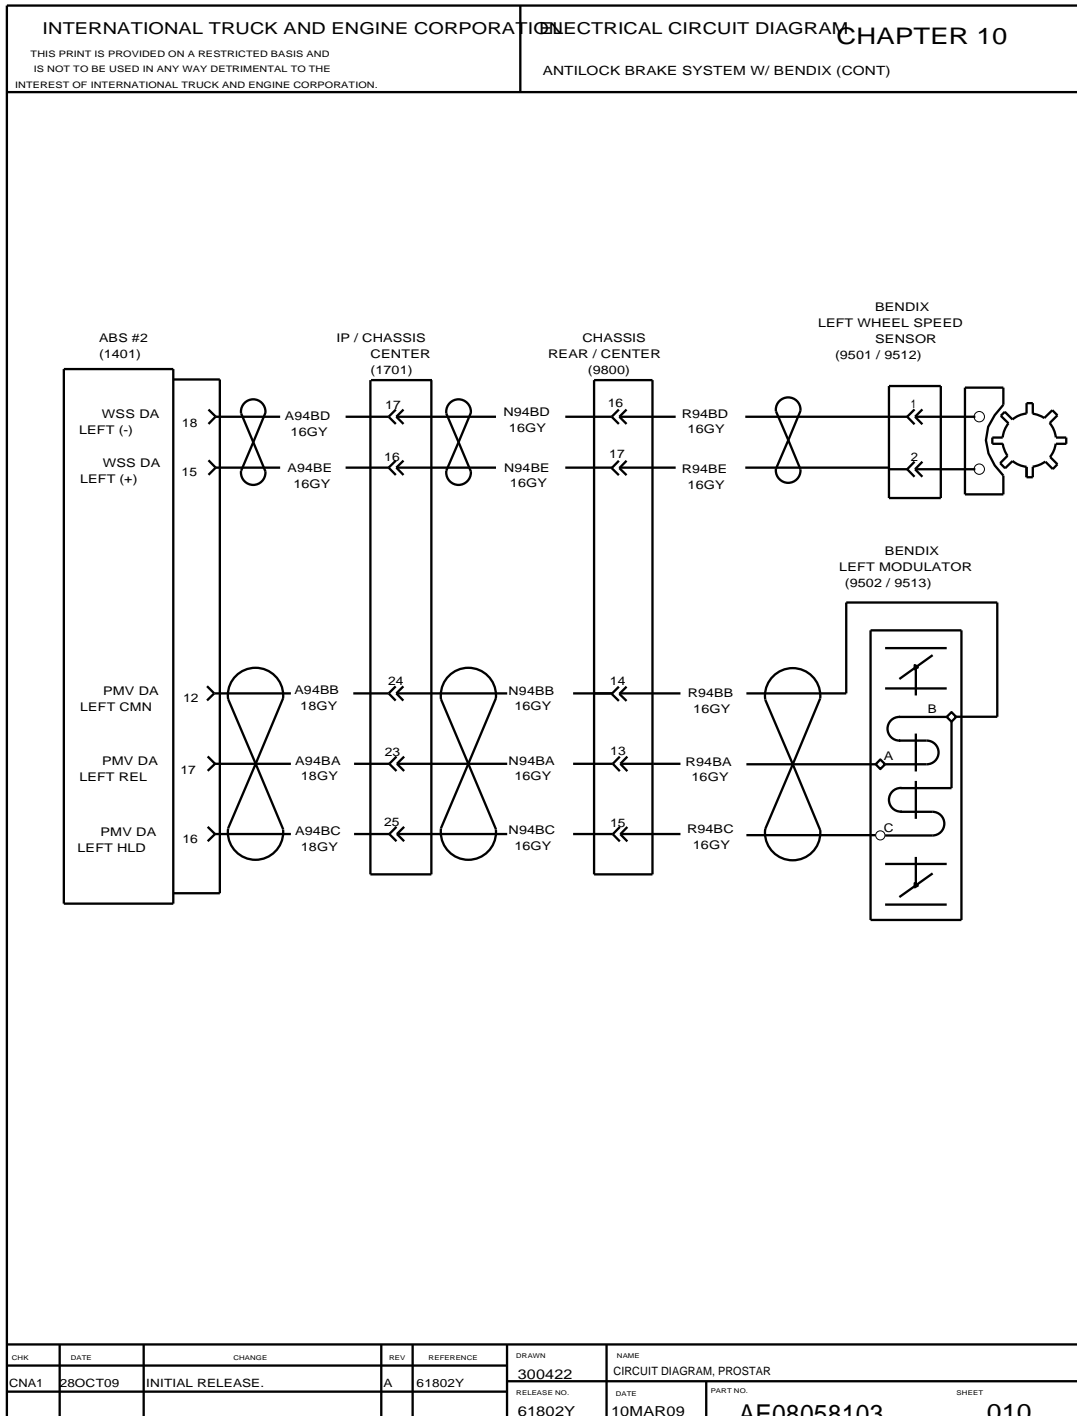 INTERNATIONAL TRUCK AND ENGINE CORPORATION
THIS PRINT IS PROVIDED ON A RESTRICTED BASIS AND
IS NOT TO BE USED IN ANY WAY DETRIMENTAL TO THE
INTEREST OF INTERNATIONAL TRUCK AND ENGINE CORPORATION.
ELECTRICAL CIRCUIT DIAGRAM
CHAPTER 10
ANTILOCK BRAKE SYSTEM W/ BENDIX (CONT)
ABS #2
(1401)
IP / CHASSIS
CENTER
(1701)
CHASSIS
REAR / CENTER
(9800)
BENDIX
LEFT WHEEL SPEED
SENSOR
(9501 / 9512)
WSS DA
LEFT (-)
18
A94BD
16GY
17
N94BD
16GY
16
R94BD
16GY
1
WSS DA
LEFT (+)
15
A94BE
16GY
16
N94BE
16GY
17
R94BE
16GY
2
BENDIX
LEFT MODULATOR
(9502 / 9513)
PMV DA
LEFT CMN
12
A94BB
18GY
24
N94BB
16GY
14
R94BB
16GY
B
PMV DA
LEFT REL
17
A94BA
18GY
23
N94BA
16GY
13
R94BA
16GY
A
PMV DA
LEFT HLD
16
A94BC
18GY
25
N94BC
16GY
15
R94BC
16GY
C
CHK DATE CHANGE REV REFERENCE
CNA1 28OCT09 INITIAL RELEASE. A 61802Y
DRAWN
300422
NAME
CIRCUIT DIAGRAM, PROSTAR
RELEASE NO.
61802Y
DATE
10MAR09
PART NO.
AE08058103
SHEET
010